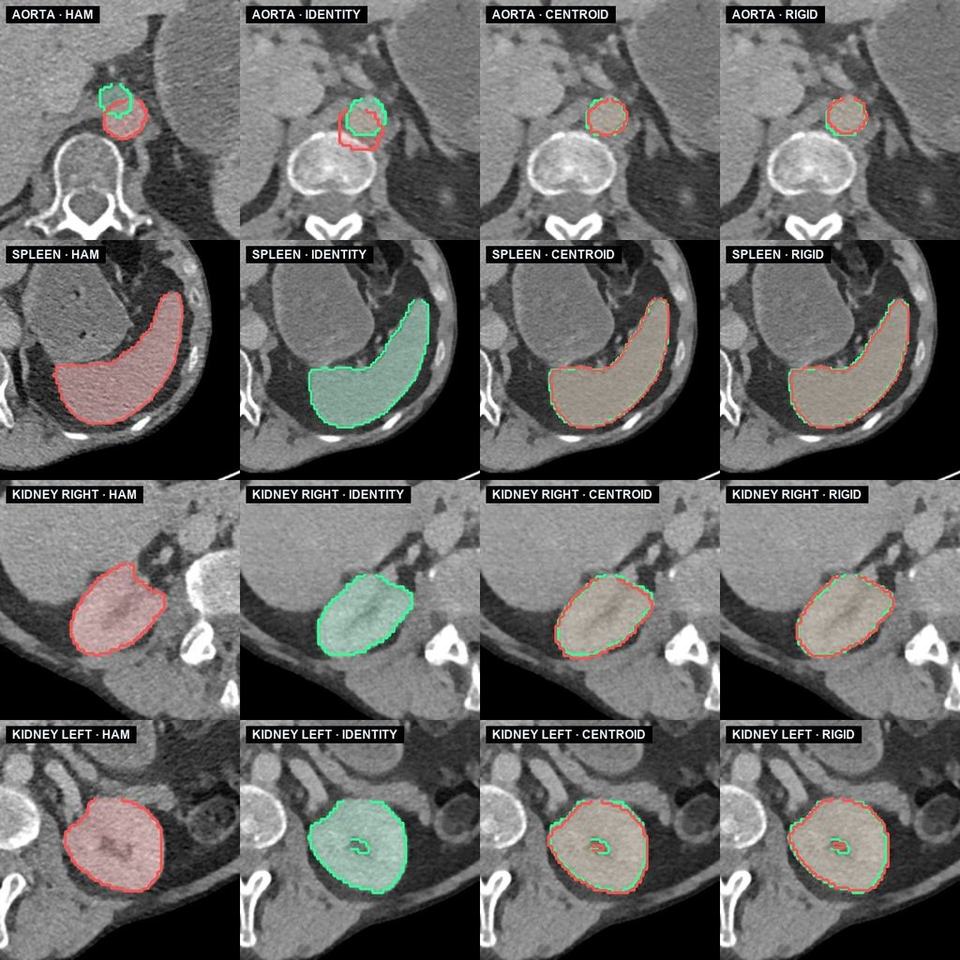 AORTA · HAM
AORTA · IDENTITY
AORTA · CENTROID
AORTA · RIGID
SPLEEN · HAM
SPLEEN · IDENTITY
SPLEEN · CENTROID
SPLEEN · RIGID
KIDNEY RIGHT · HAM
KIDNEY RIGHT · IDENTITY
KIDNEY RIGHT · CENTROID
KIDNEY RIGHT · RIGID
KIDNEY LEFT · HAM
KIDNEY LEFT · IDENTITY
KIDNEY LEFT · CENTROID
KIDNEY LEFT · RIGID